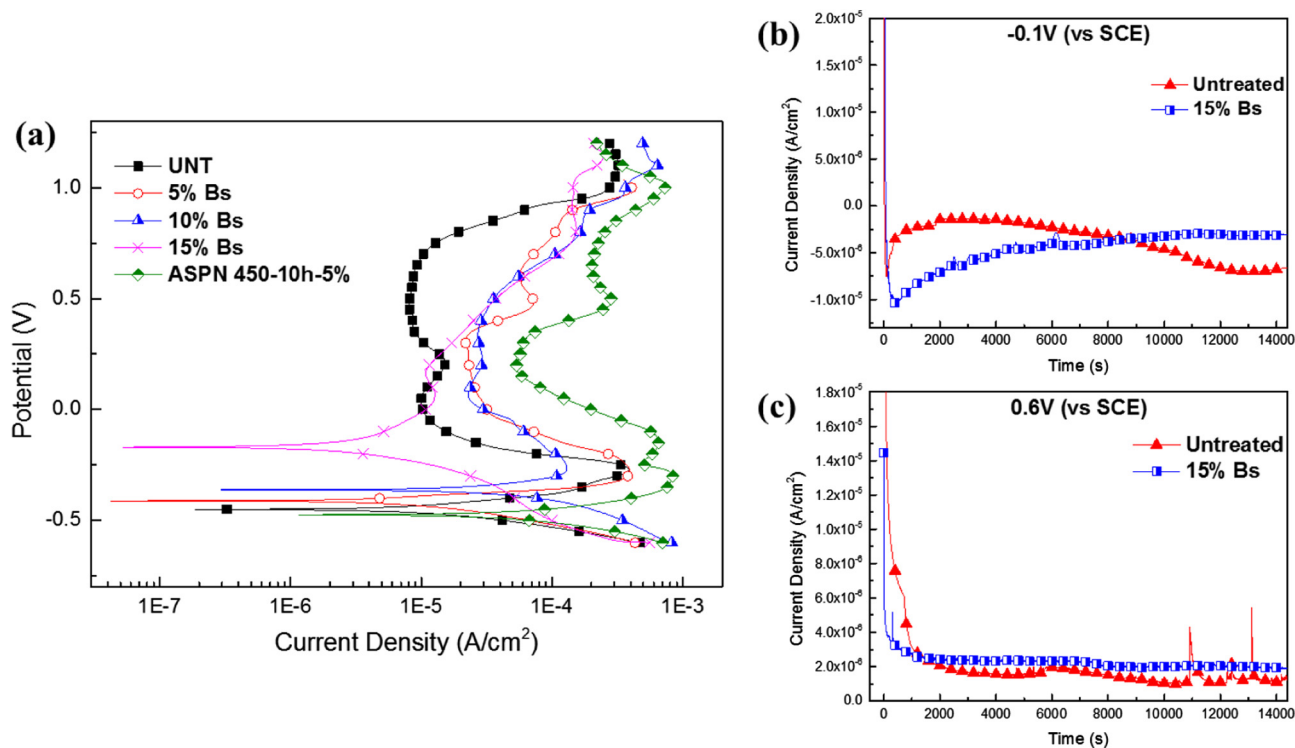 (a)
UNT
5% Bs
10% Bs
15% Bs
ASPN 450-10h-5%
Potential (V)
1.0
0.5
0.0
-0.5
1E-7 1E-6 1E-5 1E-4 1E-3
Current Density (A/cm²)
(b)
-0.1V (vs SCE)
Untreated
15% Bs
Current Density (A/cm²)
2.0x10⁻⁵
1.5x10⁻⁵
1.0x10⁻⁵
5.0x10⁻⁶
0.0
-5.0x10⁻⁶
-1.0x10⁻⁵
0 2000 4000 6000 8000 10000 12000 14000
Time (s)
(c)
0.6V (vs SCE)
Untreated
15% Bs
Current Density (A/cm²)
1.8x10⁻⁵
1.6x10⁻⁵
1.4x10⁻⁵
1.2x10⁻⁵
1.0x10⁻⁵
8.0x10⁻⁶
6.0x10⁻⁶
4.0x10⁻⁶
2.0x10⁻⁶
0.0
0 2000 4000 6000 8000 10000 12000 14000
Time (s)